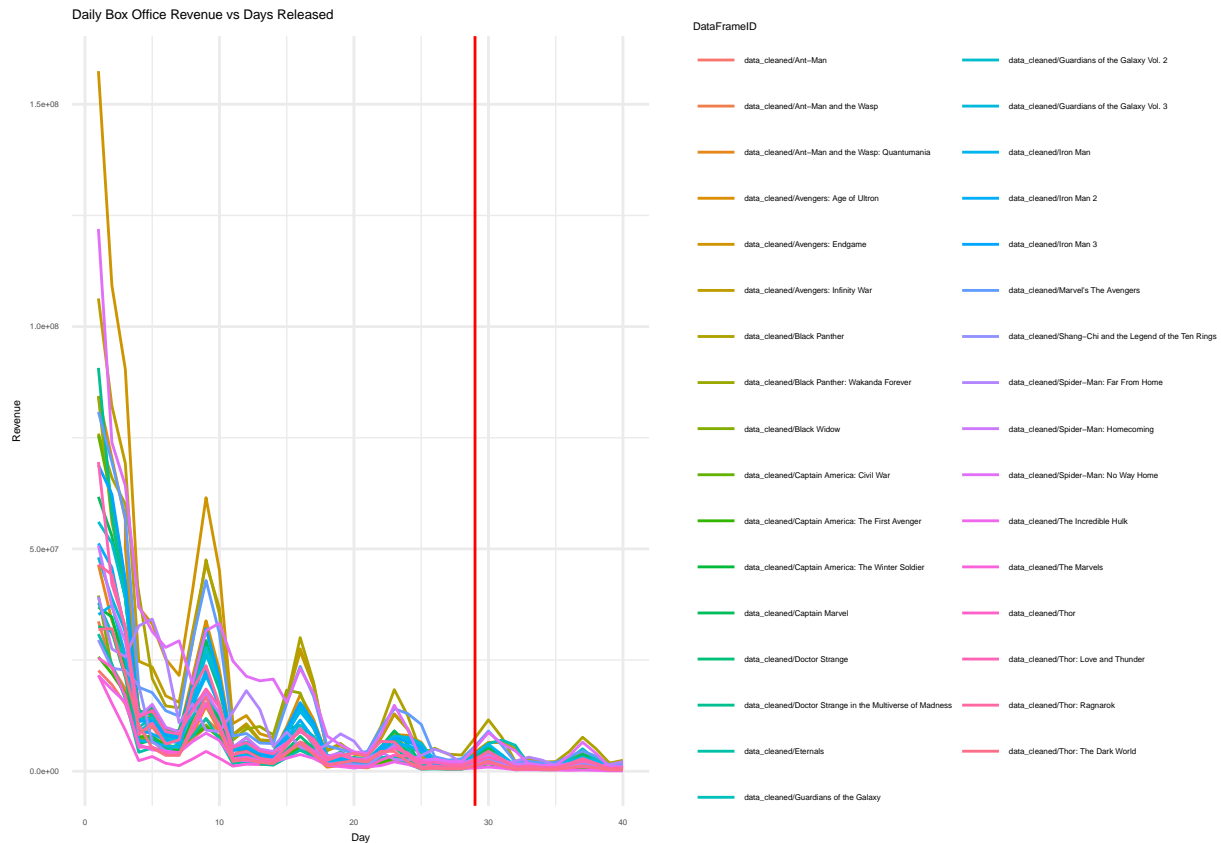 Daily Box Office Revenue vs Days Released
Revenue
1.5e+08
1.0e+08
5.0e+07
0.0e+00
0
10
20
30
40
Day
DataFrameID
data_cleaned/Ant−Man
data_cleaned/Ant−Man and the Wasp
data_cleaned/Ant−Man and the Wasp: Quantumania
data_cleaned/Avengers: Age of Ultron
data_cleaned/Avengers: Endgame
data_cleaned/Avengers: Infinity War
data_cleaned/Black Panther
data_cleaned/Black Panther: Wakanda Forever
data_cleaned/Black Widow
data_cleaned/Captain America: Civil War
data_cleaned/Captain America: The First Avenger
data_cleaned/Captain America: The Winter Soldier
data_cleaned/Captain Marvel
data_cleaned/Doctor Strange
data_cleaned/Doctor Strange in the Multiverse of Madness
data_cleaned/Eternals
data_cleaned/Guardians of the Galaxy
data_cleaned/Guardians of the Galaxy Vol. 2
data_cleaned/Guardians of the Galaxy Vol. 3
data_cleaned/Iron Man
data_cleaned/Iron Man 2
data_cleaned/Iron Man 3
data_cleaned/Marvel's The Avengers
data_cleaned/Shang−Chi and the Legend of the Ten Rings
data_cleaned/Spider−Man: Far From Home
data_cleaned/Spider−Man: Homecoming
data_cleaned/Spider−Man: No Way Home
data_cleaned/The Incredible Hulk
data_cleaned/The Marvels
data_cleaned/Thor
data_cleaned/Thor: Love and Thunder
data_cleaned/Thor: Ragnarok
data_cleaned/Thor: The Dark World